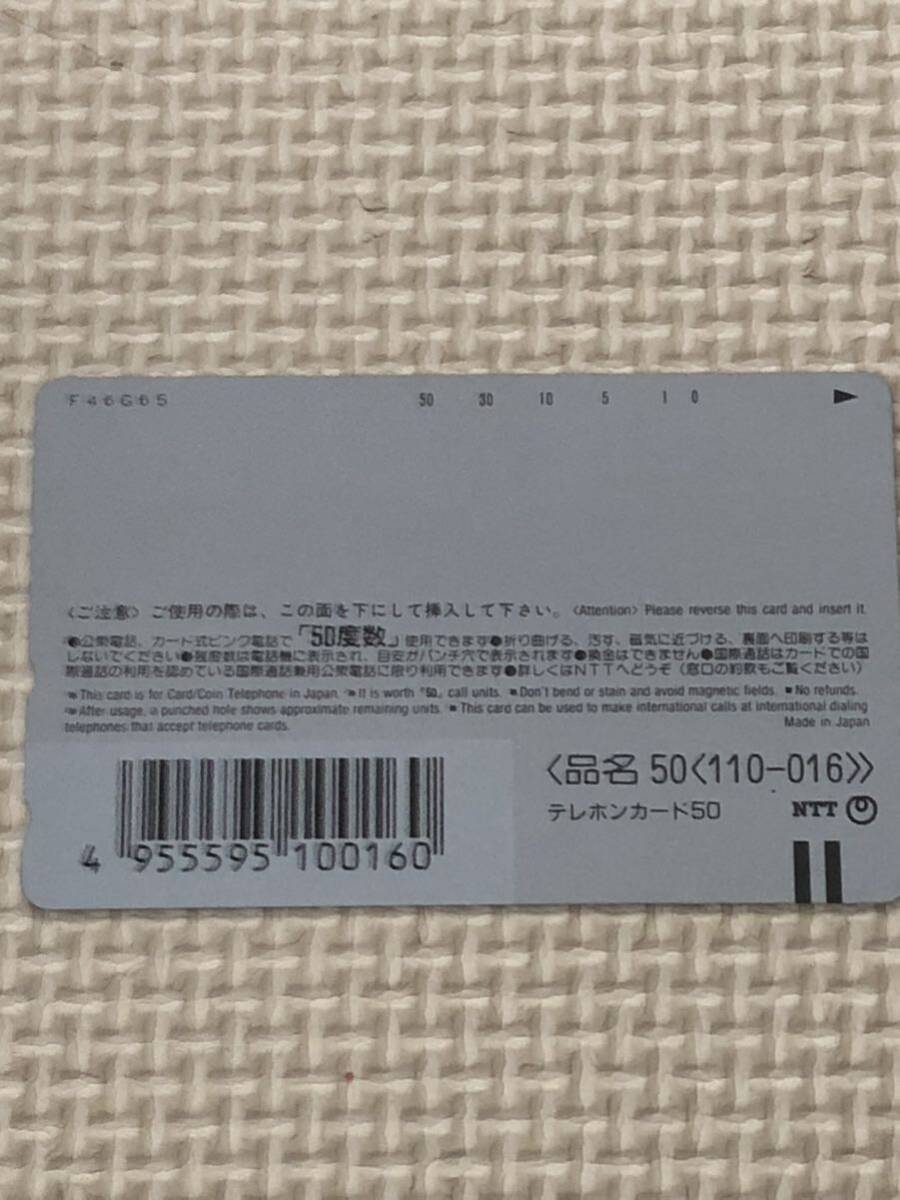 F46G65 50 30 10 5 1 0
〈ご注意〉ご使用の際は、この面を下にして挿入して下さい。〈Attention〉Please reverse this card and insert it.
●公衆電話、カード式ピンク電話で「50度数」使用できます●折り曲げる、汚す、磁気に近づける、裏面へ印刷する等は
しないでください●残度数は電話機に表示され、目安がパンチ穴で表示されます●換金はできません●国際通話はカードでの国
際通話の利用を認めている国際通話兼用公衆電話に限り利用できます●詳しくはNTTへどうぞ（窓口の約款もご覧ください）
■This card is for Card/Coin Telephone in Japan. ■It is worth "50" call units. ■Don't bend or stain and avoid magnetic fields. ■No refunds.
■After usage, a punched hole shows approximate remaining units. ■This card can be used to make international calls at international dialing
telephones that accept telephone cards. Made in Japan
〈品名 50〈110-016〉〉
テレホンカード50 NTT
4 955595 100160